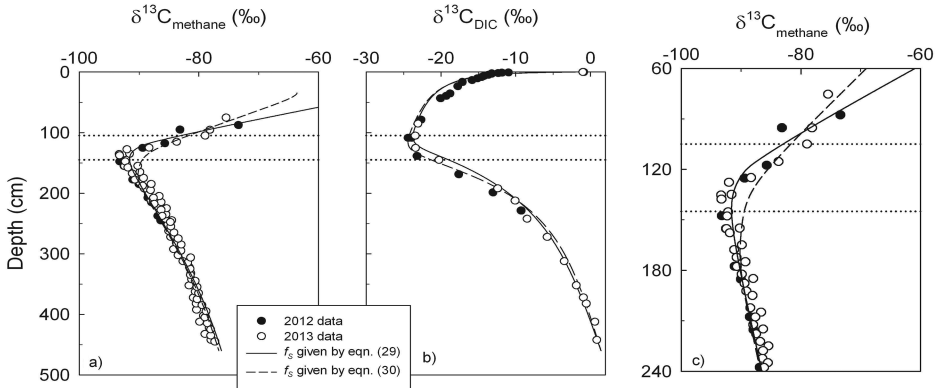 δ¹³Cmethane (‰)
-100 -80 -60
0
100
200
300
400
500
Depth (cm)
a)
δ¹³CDIC (‰)
-30 -20 -10 0
b)
2012 data
2013 data
fS given by eqn. (29)
fS given by eqn. (30)
δ¹³Cmethane (‰)
-100 -80 -60
60
120
180
240
c)